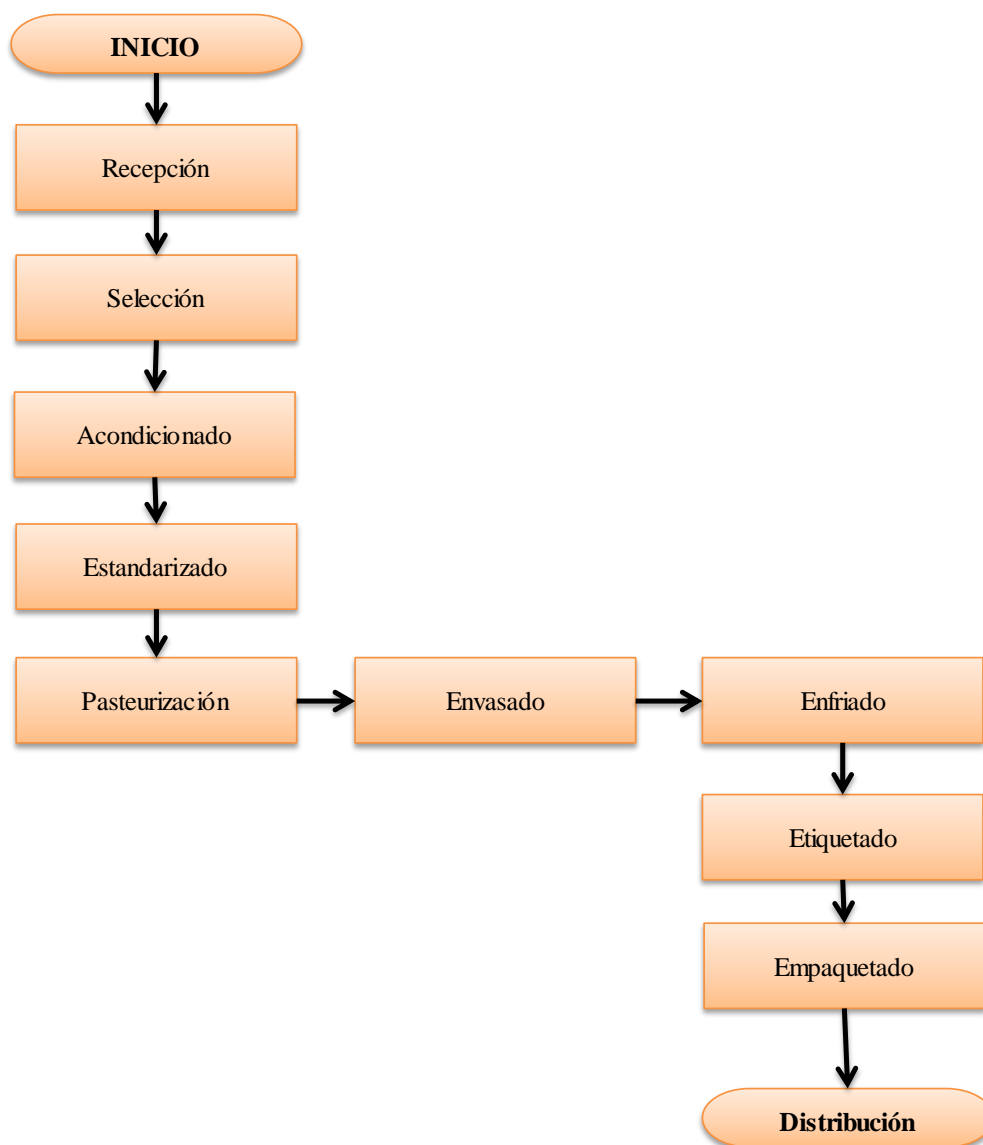 INICIO
Recepción
Selección
Acondicionado
Estandarizado
Pasteurización
Envasado
Enfriado
Etiquetado
Empaquetado
Distribución